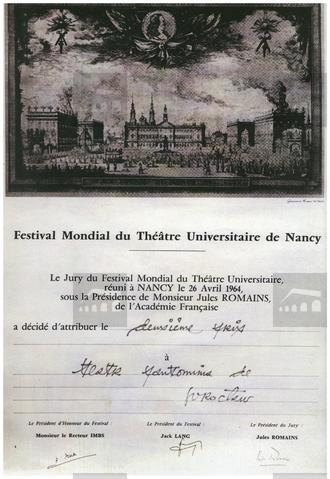 Festival Mondial du Théâtre Universitaire de Nancy
Le Jury du Festival Mondial du Théâtre Universitaire,
réuni à NANCY le 26 Avril 1964,
sous la Présidence de Monsieur Jules ROMAINS,
de l'Académie Française
a décidé d'attribuer le deuxième prix
à
Teatr Pantomima de
Wrocław
Le Président d'Honneur du Festival
Le Président du Festival
Le Président du Jury
Monsieur le Recteur IMBS
Jack LANG
Jules ROMAINS